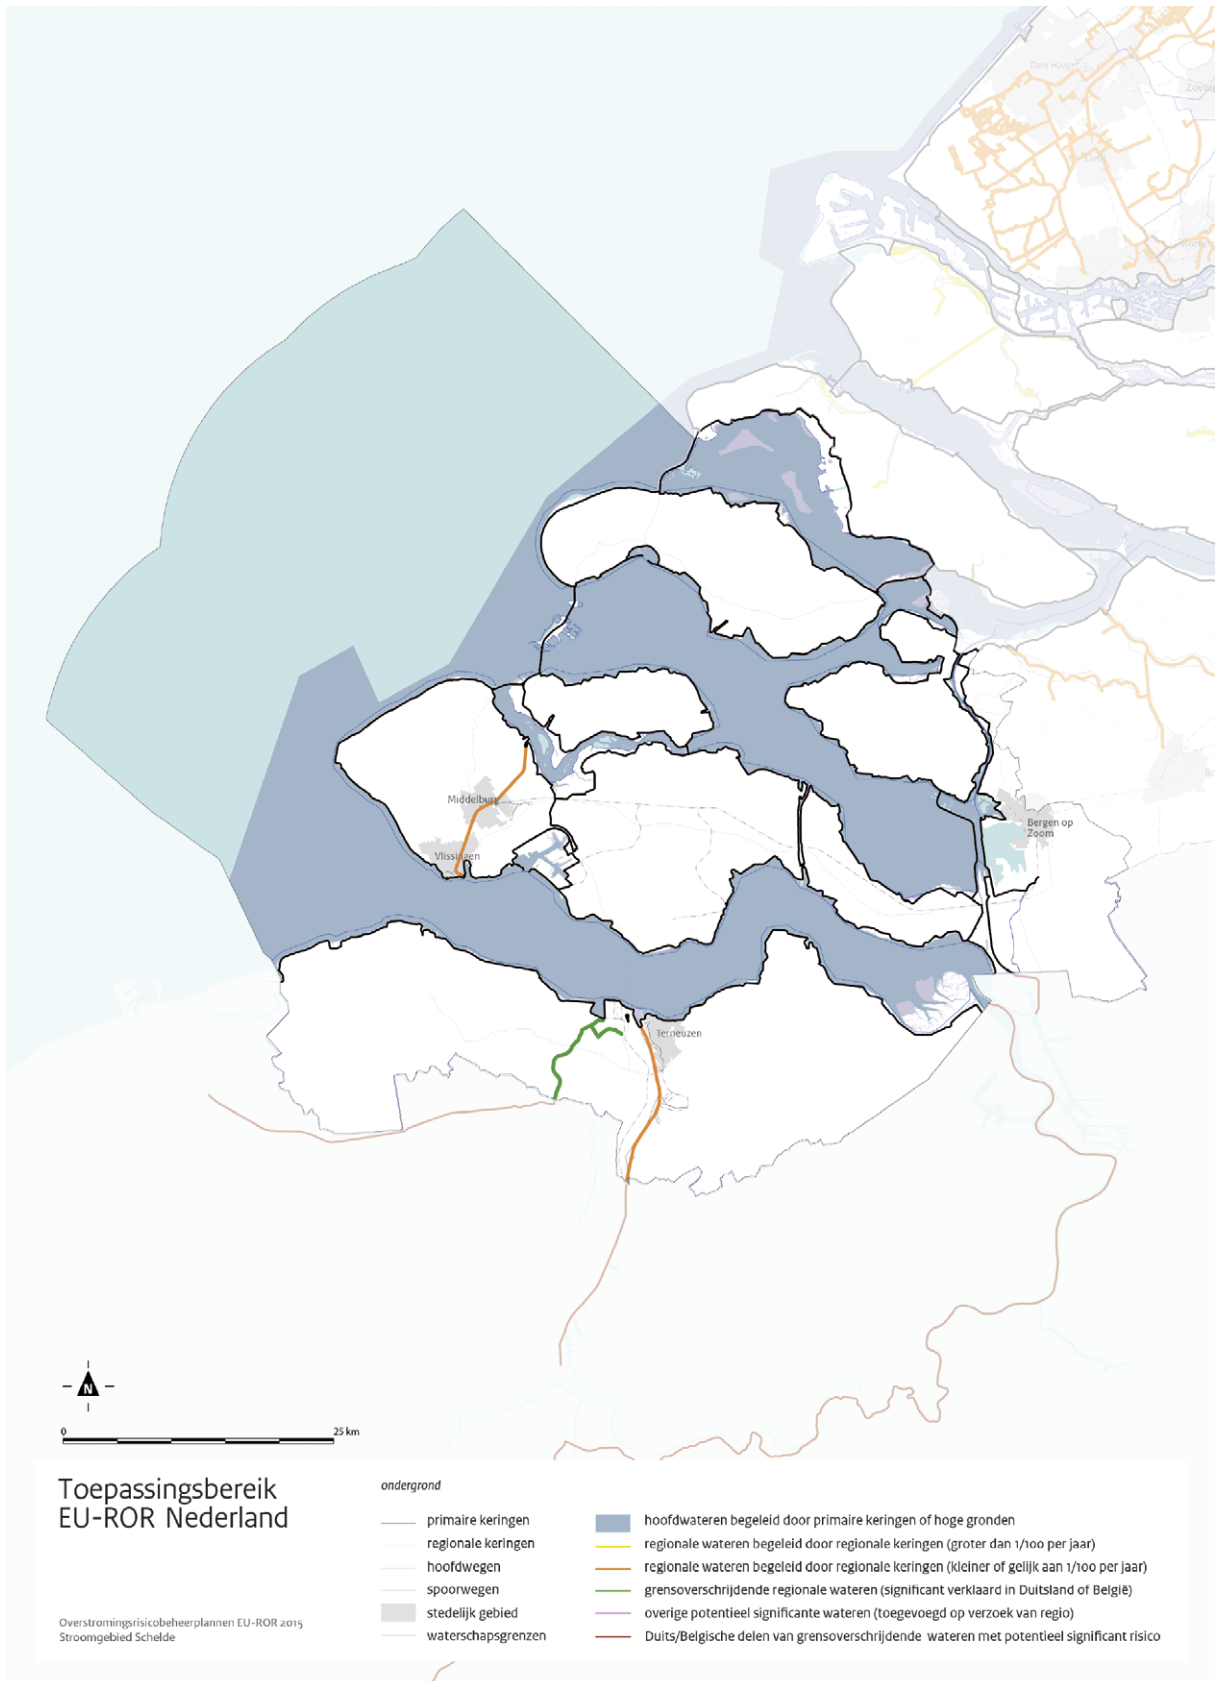 Den Haag
Delft
Middelburg
Vlissingen
Bergen op
Zoom
Terneuzen
N
0
25 km
Toepassingsbereik
EU-ROR Nederland
Overstromingsrisicobeheerplannen EU-ROR 2015
Stroomgebied Schelde
ondergrond
primaire keringen
regionale keringen
hoofdwegen
spoorwegen
stedelijk gebied
waterschapsgrenzen
hoofdwateren begeleid door primaire keringen of hoge gronden
regionale wateren begeleid door regionale keringen (groter dan 1/100 per jaar)
regionale wateren begeleid door regionale keringen (kleiner of gelijk aan 1/100 per jaar)
grensoverschrijdende regionale wateren (significant verklaard in Duitsland of België)
overige potentieel significante wateren (toegevoegd op verzoek van regio)
Duits/Belgische delen van grensoverschrijdende wateren met potentieel significant risico